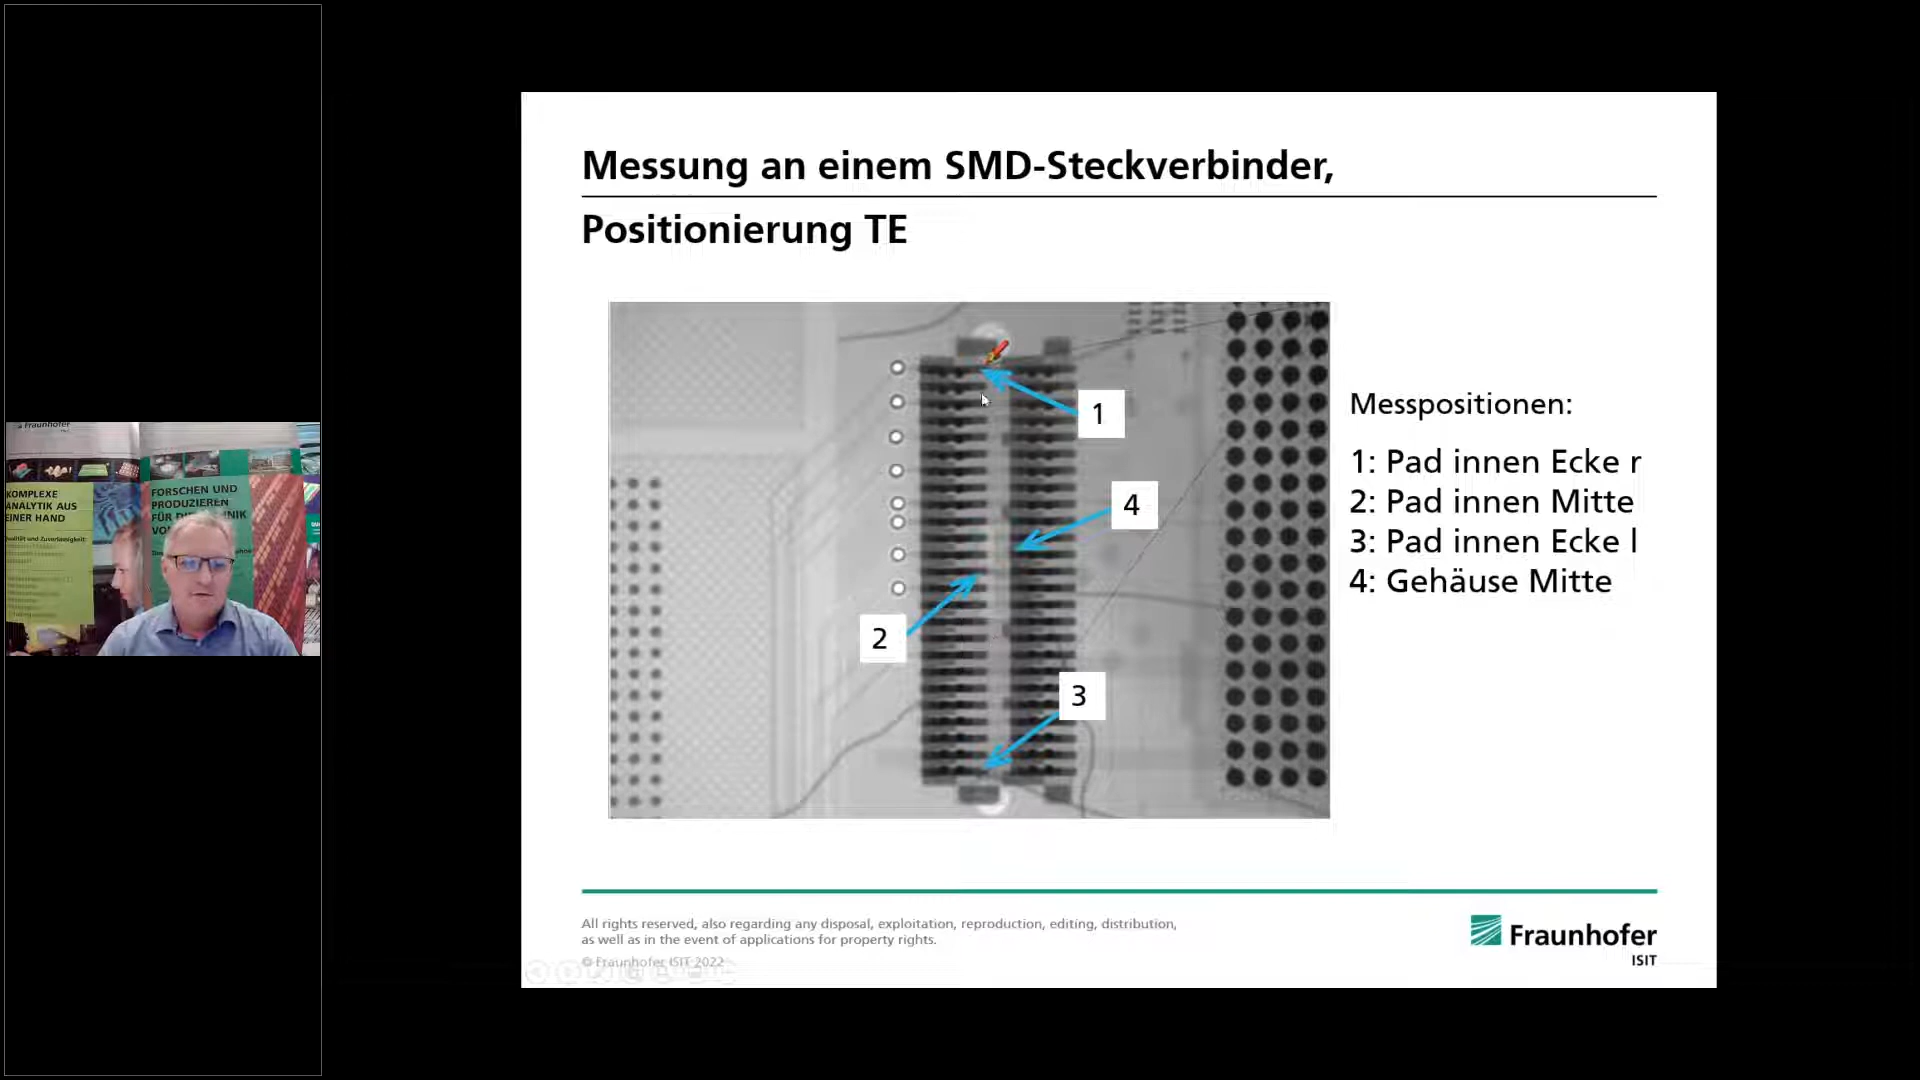 Fraunhofer
KOMPLEXE
ANALYTIK AUS
EINER HAND
FORSCHEN UND
PRODUZIEREN
Messung an einem SMD-Steckverbinder,
Positionierung TE
1
4
2
3
Messpositionen:
1: Pad innen Ecke r
2: Pad innen Mitte
3: Pad innen Ecke l
4: Gehäuse Mitte
All rights reserved, also regarding any disposal, exploitation, reproduction, editing, distribution,
as well as in the event of applications for property rights.
© Fraunhofer ISIT 2022
Fraunhofer
ISIT